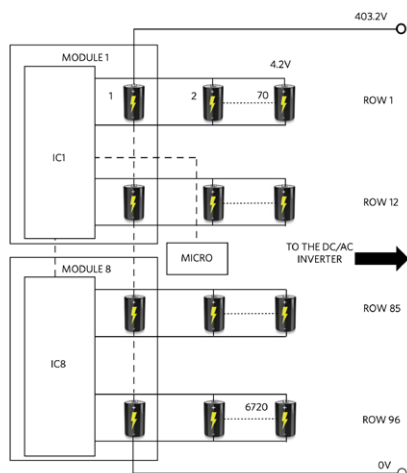 403.2V
MODULE 1
4.2V
1
2
70
ROW 1
IC1
ROW 12
MICRO
TO THE DC/AC
INVERTER
MODULE 8
ROW 85
IC8
6720
ROW 96
0V